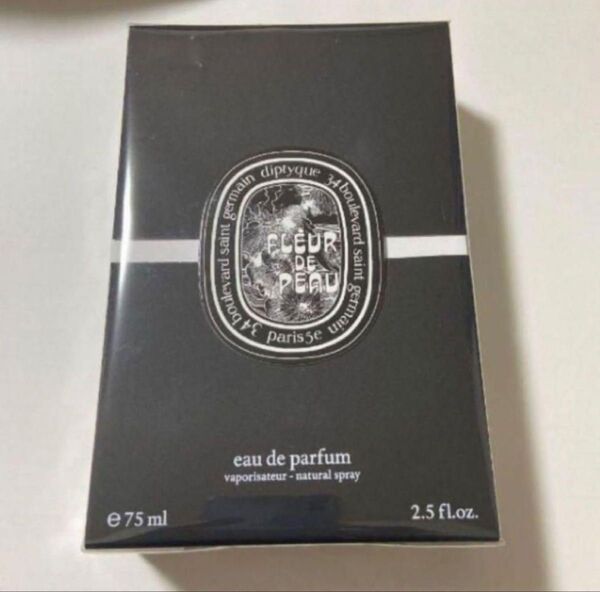 diptyque 34 boulevard saint germain paris 5e 34 boulevard saint germain
FLEUR
DE
PEAU
eau de parfum
vaporisateur - natural spray
℮ 75 ml
2.5 fl.oz.